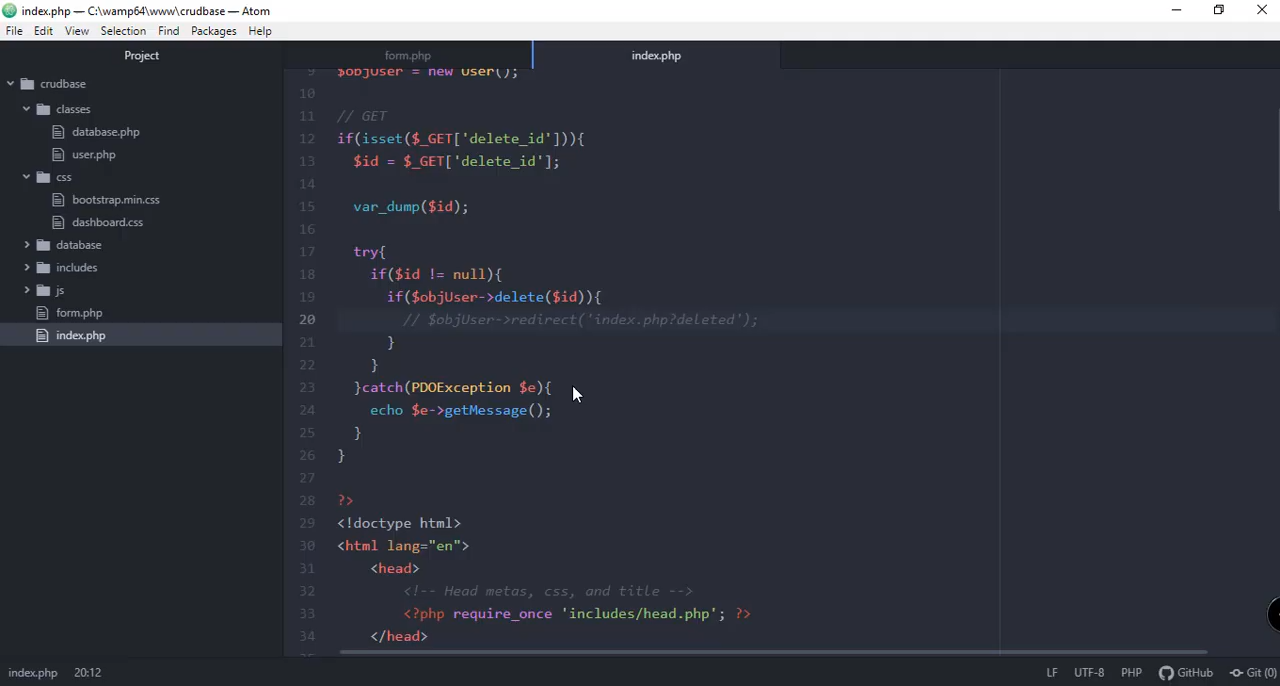 index.php — C:\wamp64\www\crudbase — Atom
File Edit View Selection Find Packages Help
Project
form.php
index.php
crudbase
classes
database.php
user.php
css
bootstrap.min.css
dashboard.css
database
includes
js
form.php
index.php
9 $objUser = new User();
10
11 // GET
12 if(isset($_GET['delete_id'])){
13 $id = $_GET['delete_id'];
14
15 var_dump($id);
16
17 try{
18 if($id != null){
19 if($objUser->delete($id)){
20 // $objUser->redirect('index.php?deleted');
21 }
22 }
23 }catch(PDOException $e){
24 echo $e->getMessage();
25 }
26 }
27
28 ?>
29 <!doctype html>
30 <html lang="en">
31 <head>
32 <!-- Head metas, css, and title -->
33 <?php require_once 'includes/head.php'; ?>
34 </head>
index.php 20:12 LF UTF-8 PHP GitHub Git (0)